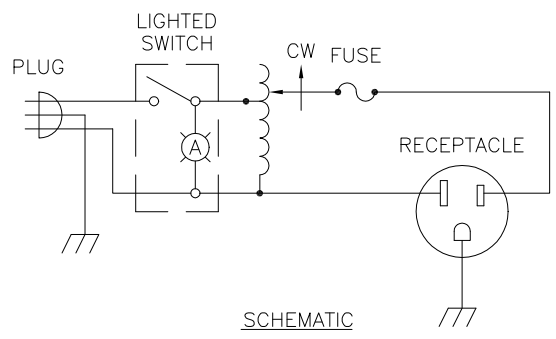 LIGHTED
SWITCH
PLUG
CW
FUSE
A
RECEPTACLE
SCHEMATIC